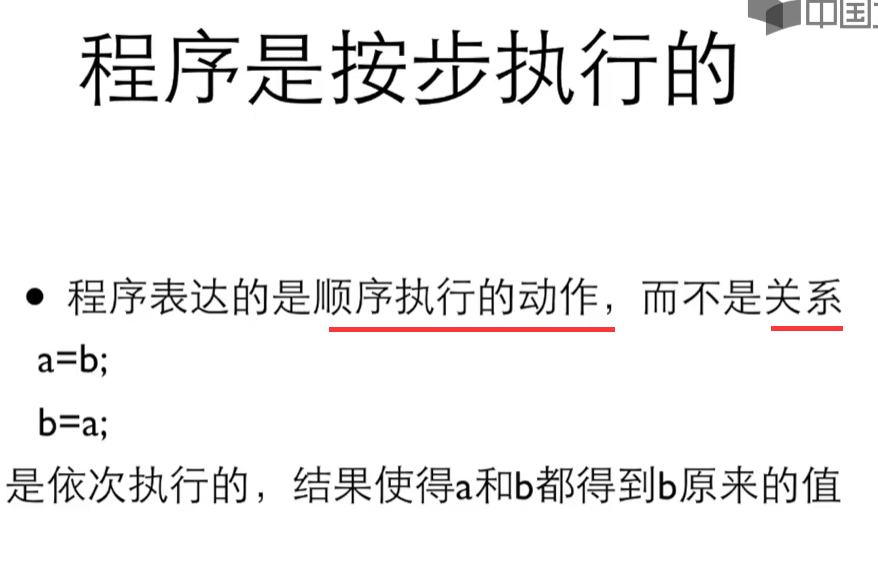 中国
程序是按步执行的
● 程序表达的是顺序执行的动作，而不是关系
a=b;
b=a;
是依次执行的，结果使得a和b都得到b原来的值